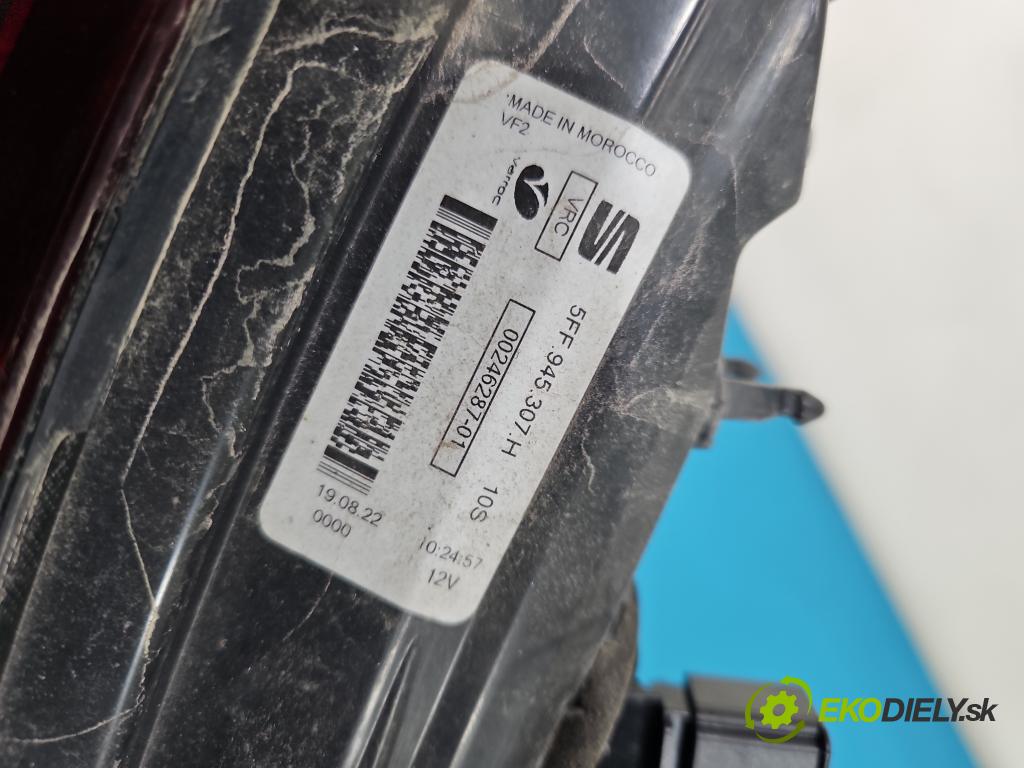 MADE IN MOROCCO
VF2
varroc
VRC
5FF.945.307.H 10S
00246287-01
19.08.22
10:24:57
0000
12V
EKODIELY.sk